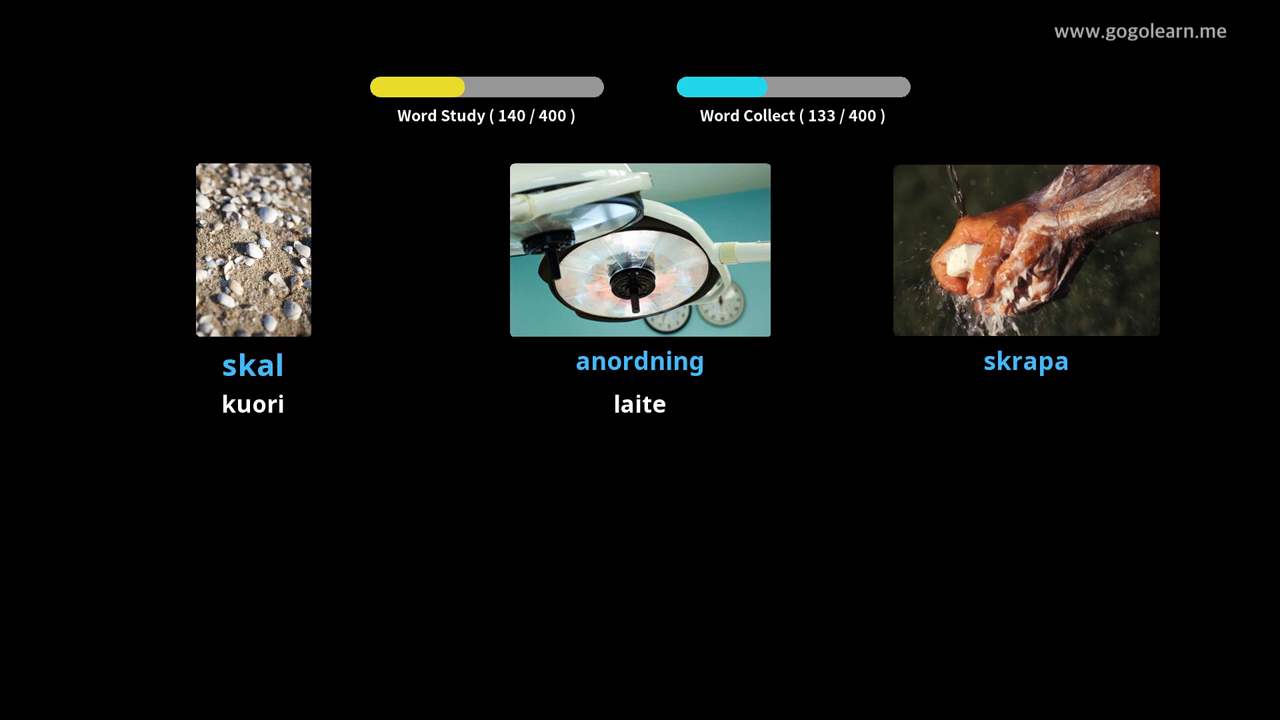 www.gogolearn.me
Word Study ( 140 / 400 )
Word Collect ( 133 / 400 )
skal
anordning
skrapa
kuori
laite